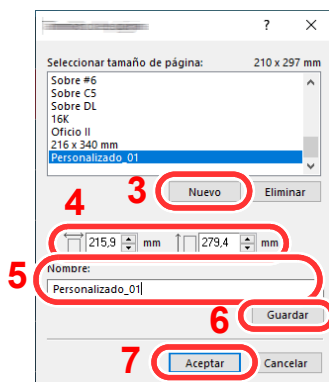 ? ×
Seleccionar tamaño de página: 210 x 297 mm
Sobre #6
Sobre C5
Sobre DL
16K
Oficio II
216 x 340 mm
Personalizado_01
3 Nuevo Eliminar
4
215,9 mm 279,4 mm
5 Nombre:
Personalizado_01
6 Guardar
7 Aceptar Cancelar